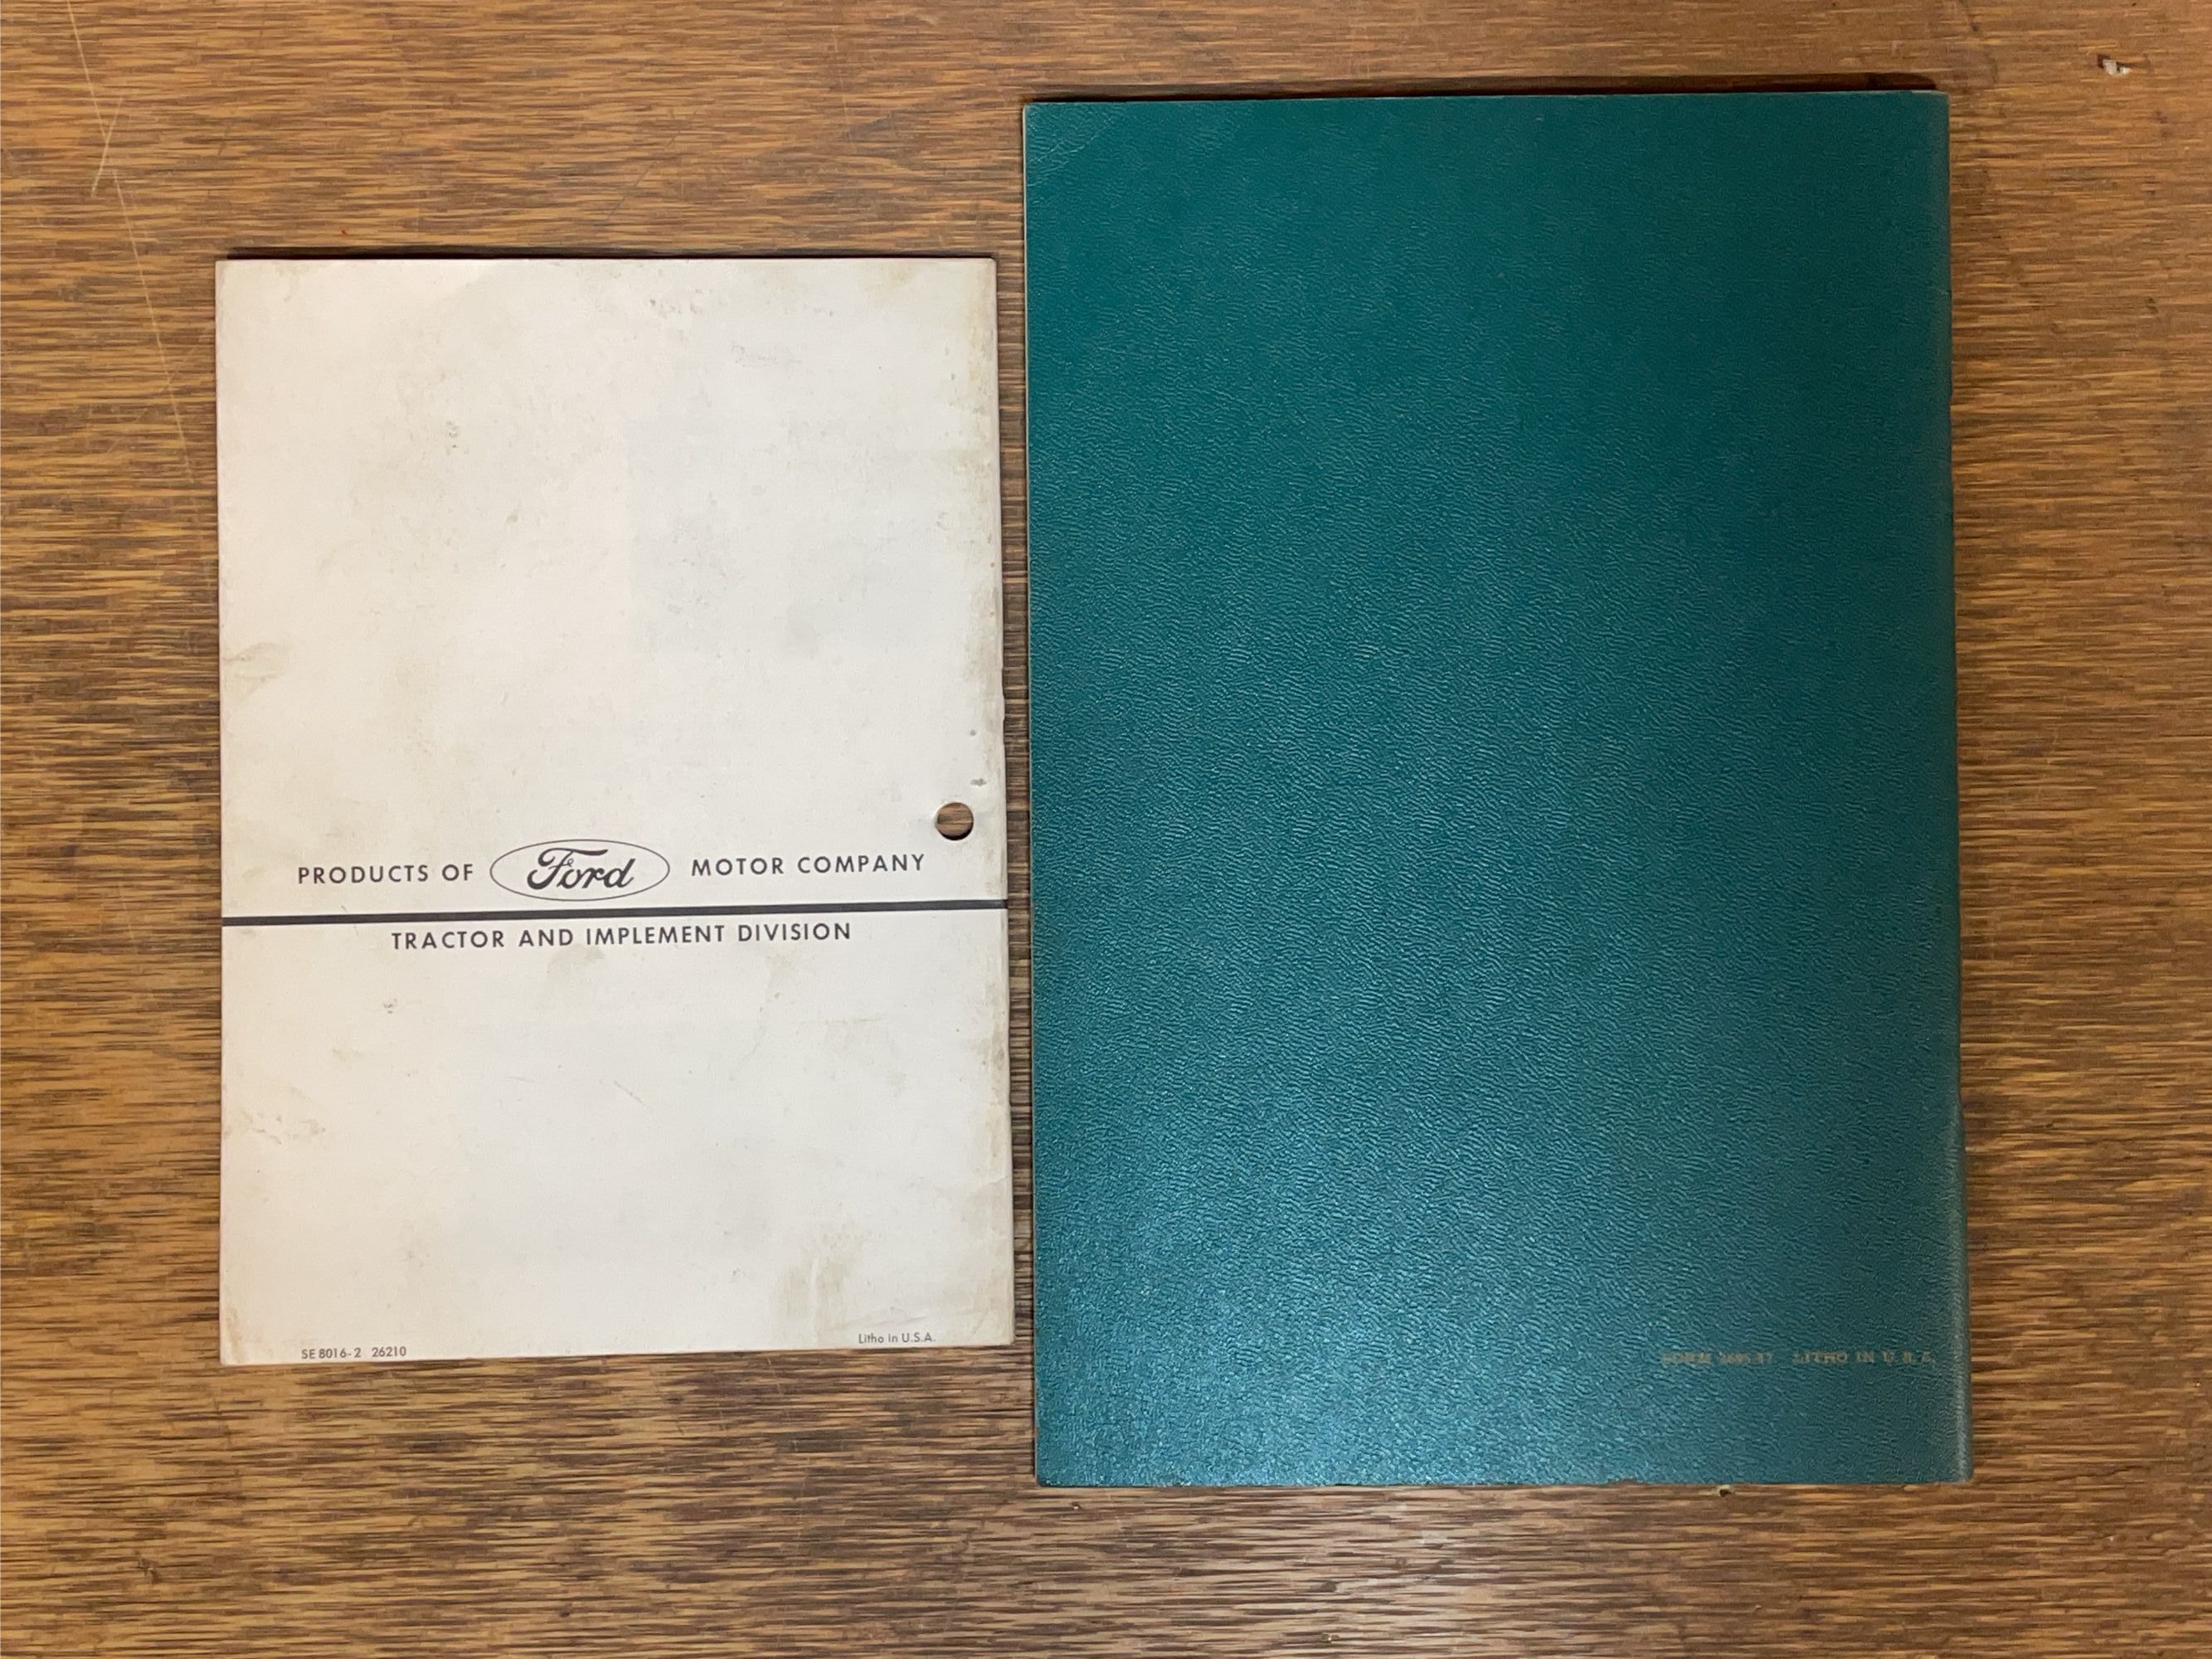 PRODUCTS OF Ford MOTOR COMPANY
TRACTOR AND IMPLEMENT DIVISION
SE 8016-2 26210
Litho in U.S.A.
LITHO IN U. S. A.